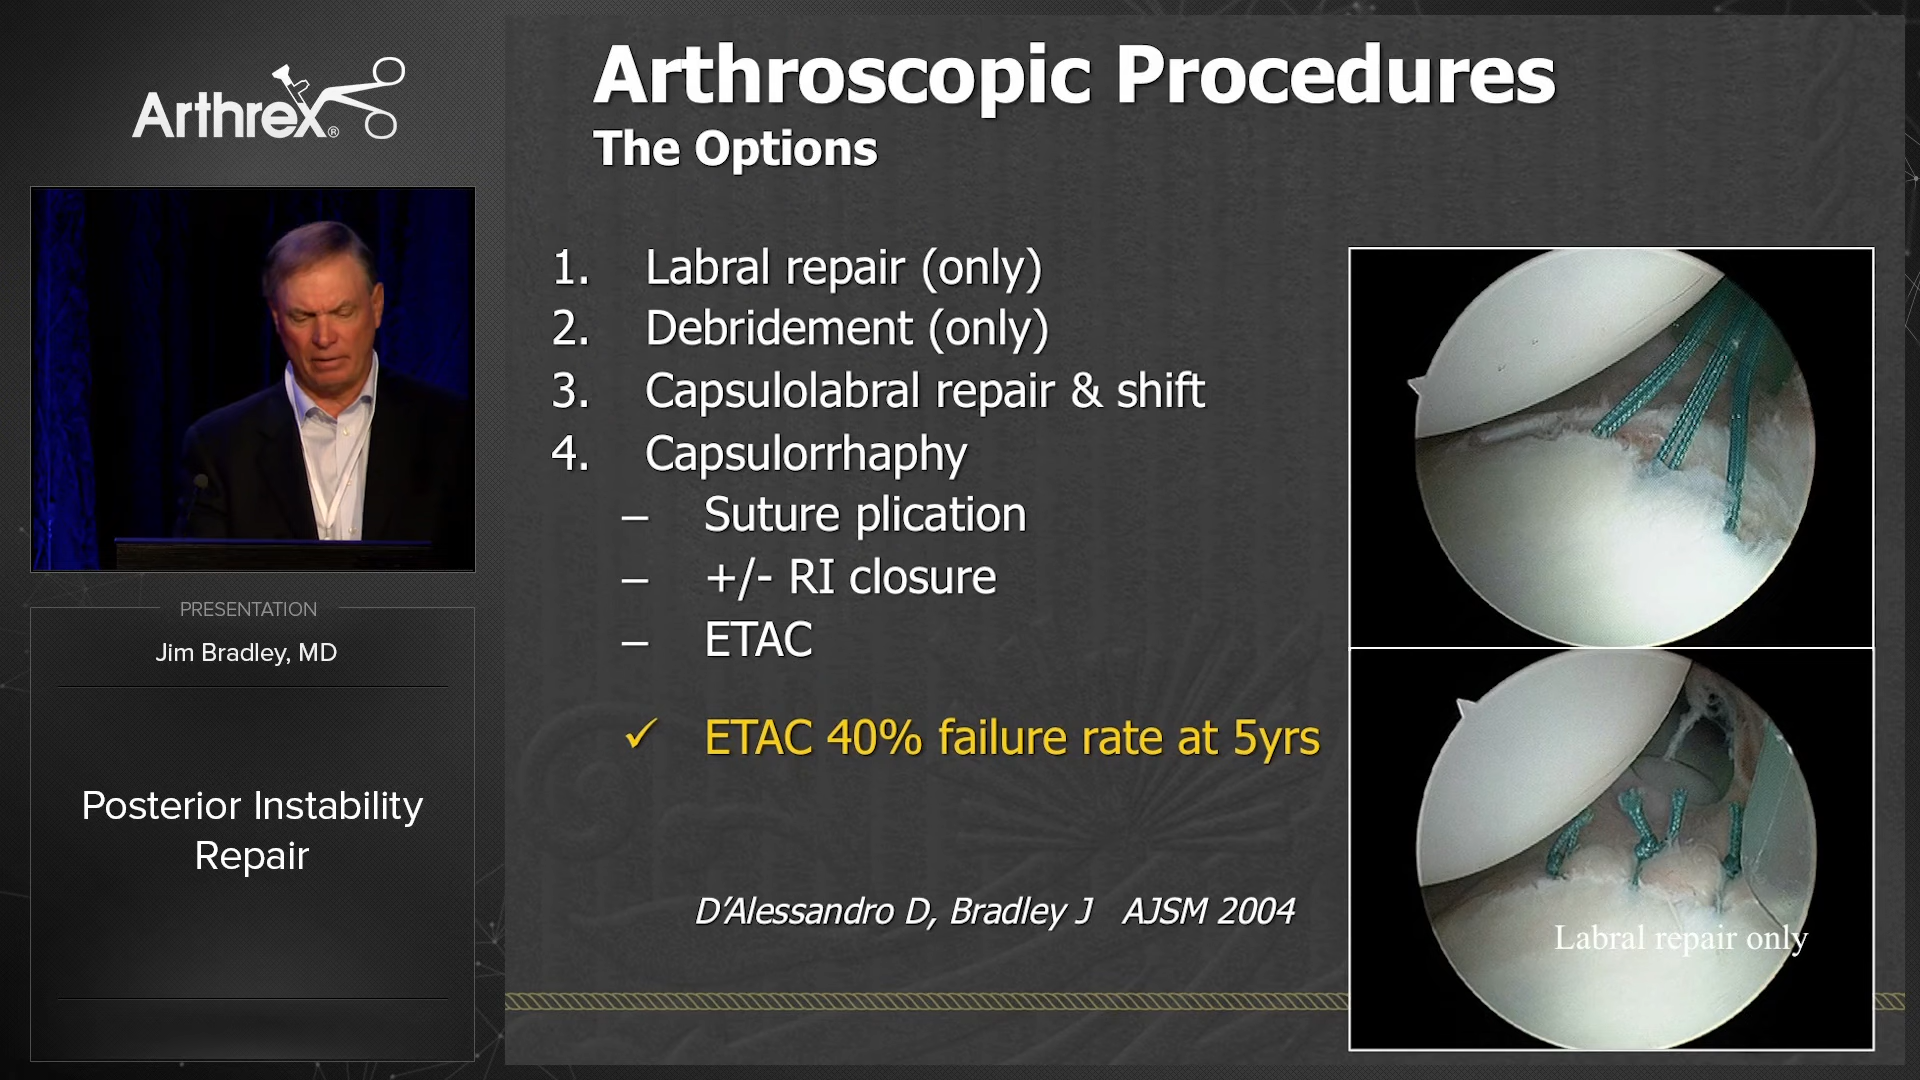 Arthrex®
PRESENTATION
Jim Bradley, MD
Posterior Instability
Repair
Arthroscopic Procedures
The Options
1. Labral repair (only)
2. Debridement (only)
3. Capsulolabral repair & shift
4. Capsulorrhaphy
– Suture plication
– +/- RI closure
– ETAC
✓ ETAC 40% failure rate at 5yrs
D’Alessandro D, Bradley J AJSM 2004
Labral repair only